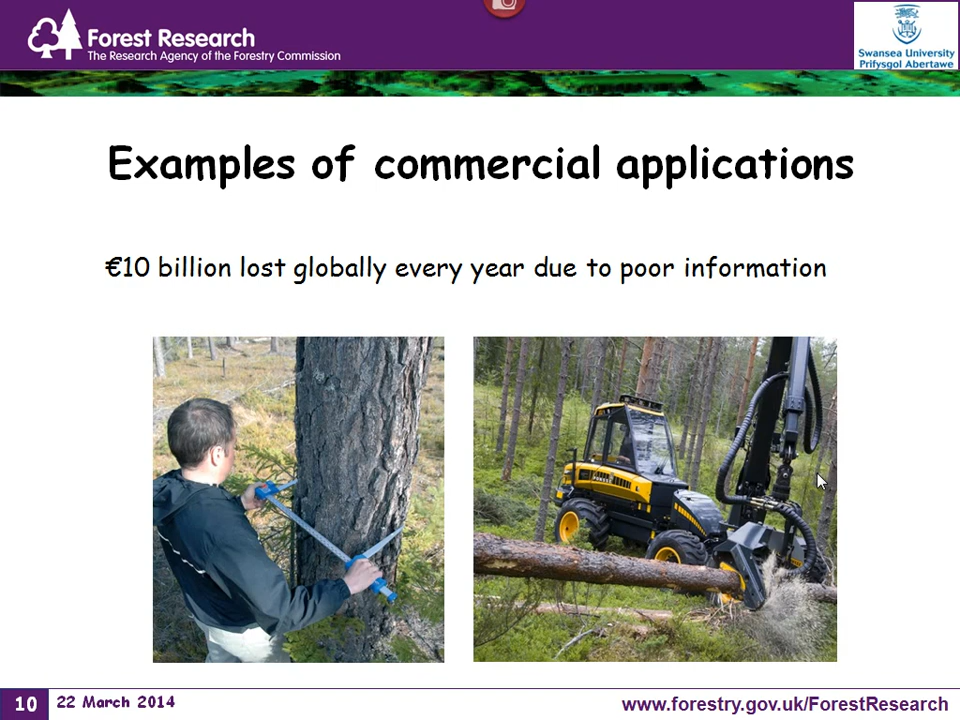 Forest Research
The Research Agency of the Forestry Commission
Swansea University
Prifysgol Abertawe
Examples of commercial applications
€10 billion lost globally every year due to poor information
10
22 March 2014
www.forestry.gov.uk/ForestResearch